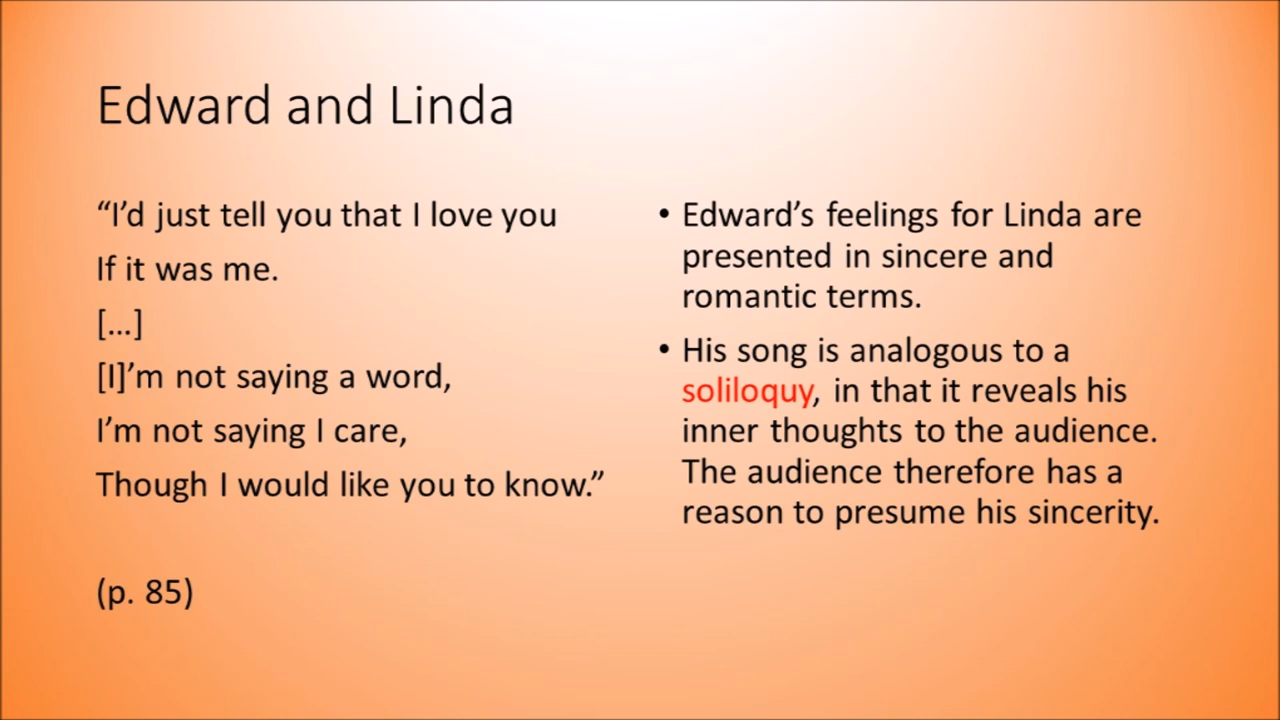 Edward and Linda
“I’d just tell you that I love you
If it was me.
[…]
[I]’m not saying a word,
I’m not saying I care,
Though I would like you to know.”
(p. 85)
• Edward’s feelings for Linda are
presented in sincere and
romantic terms.
• His song is analogous to a
soliloquy, in that it reveals his
inner thoughts to the audience.
The audience therefore has a
reason to presume his sincerity.